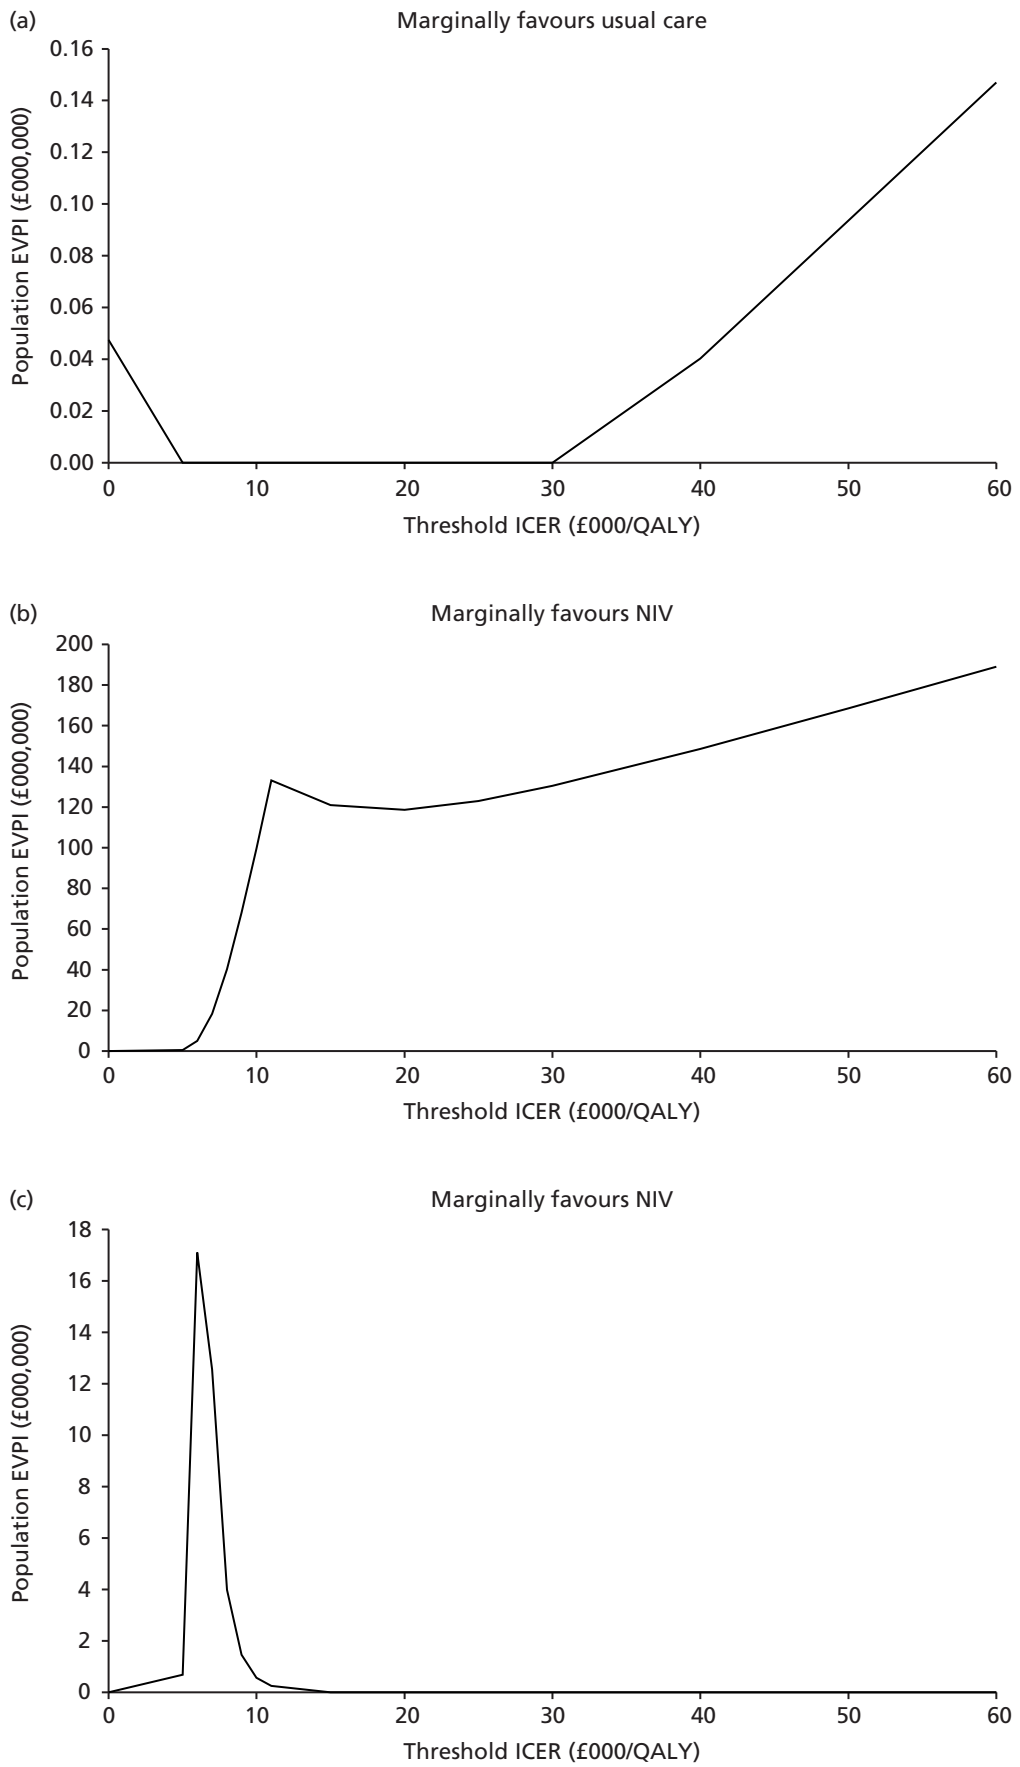 (a)
Marginally favours usual care
Population EVPI (£000,000)
0.16
0.14
0.12
0.10
0.08
0.06
0.04
0.02
0.00
0 10 20 30 40 50 60
Threshold ICER (£000/QALY)
(b)
Marginally favours NIV
Population EVPI (£000,000)
200
180
160
140
120
100
80
60
40
20
0
0 10 20 30 40 50 60
Threshold ICER (£000/QALY)
(c)
Marginally favours NIV
Population EVPI (£000,000)
18
16
14
12
10
8
6
4
2
0
0 10 20 30 40 50 60
Threshold ICER (£000/QALY)